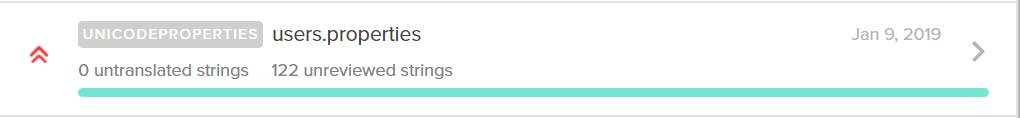 UNICODEPROPERTIES users.properties Jan 9, 2019
0 untranslated strings 122 unreviewed strings